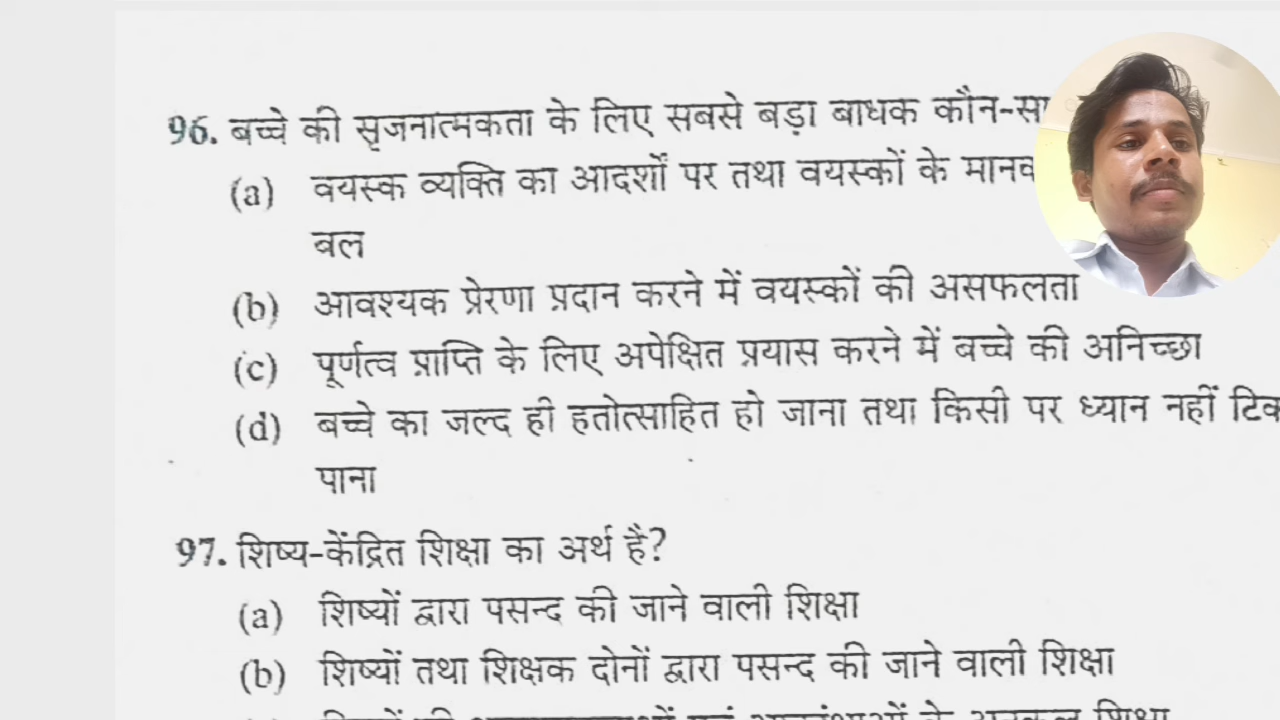 96. बच्चे की सृजनात्मकता के लिए सबसे बड़ा बाधक कौन-सा
(a) वयस्क व्यक्ति का आदर्शों पर तथा वयस्कों के
बल
(b) आवश्यक प्रेरणा प्रदान करने में वयस्कों की असफलता
(c) पूर्णत्व प्राप्ति के लिए अपेक्षित प्रयास करने में बच्चे की अनिच्छा
(d) बच्चे का जल्द ही हतोत्साहित हो जाना तथा किसी पर ध्यान नहीं
पाना
97. शिष्य-केंद्रित शिक्षा का अर्थ है?
(a) शिष्यों द्वारा पसन्द की जाने वाली शिक्षा
(b) शिष्यों तथा शिक्षक दोनों द्वारा पसन्द की जाने वाली शिक्षा